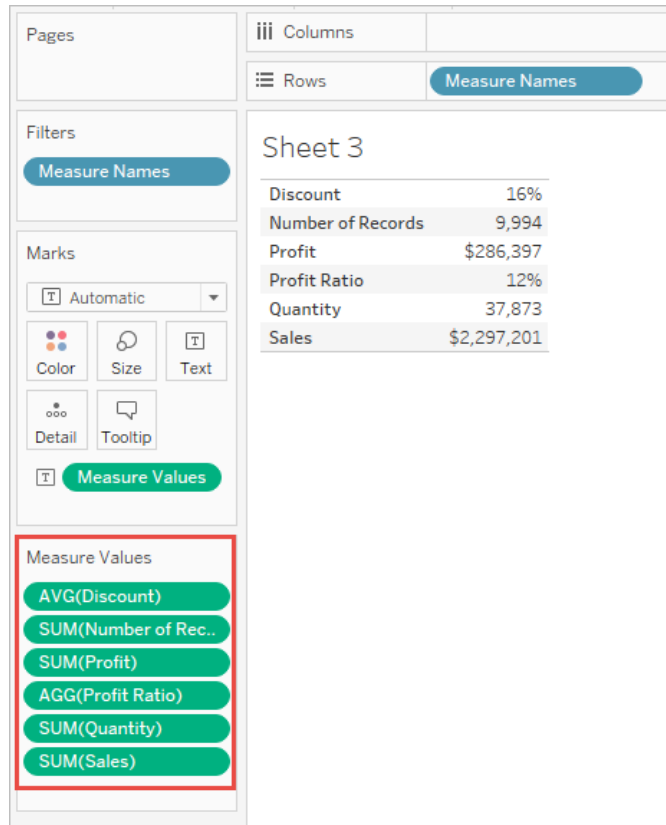 Pages
Columns
Rows
Measure Names
Filters
Measure Names
Marks
T Automatic
Color
Size
T
Text
Detail
Tooltip
T Measure Values
Measure Values
AVG(Discount)
SUM(Number of Rec..
SUM(Profit)
AGG(Profit Ratio)
SUM(Quantity)
SUM(Sales)
Sheet 3
Discount 16%
Number of Records 9,994
Profit $286,397
Profit Ratio 12%
Quantity 37,873
Sales $2,297,201